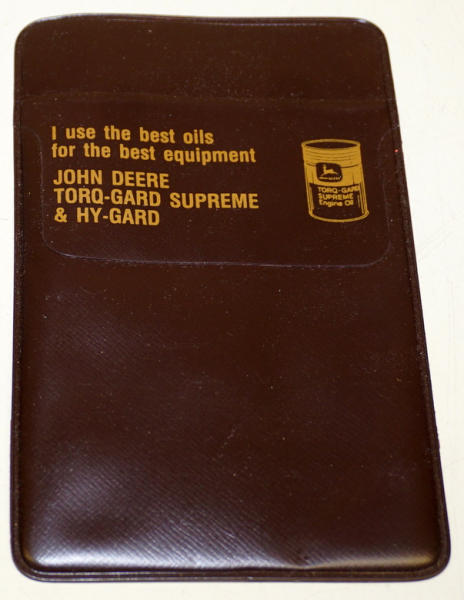 I use the best oils
for the best equipment
JOHN DEERE
TORQ-GARD SUPREME
& HY-GARD
TORQ-GARD
SUPREME
Engine Oil